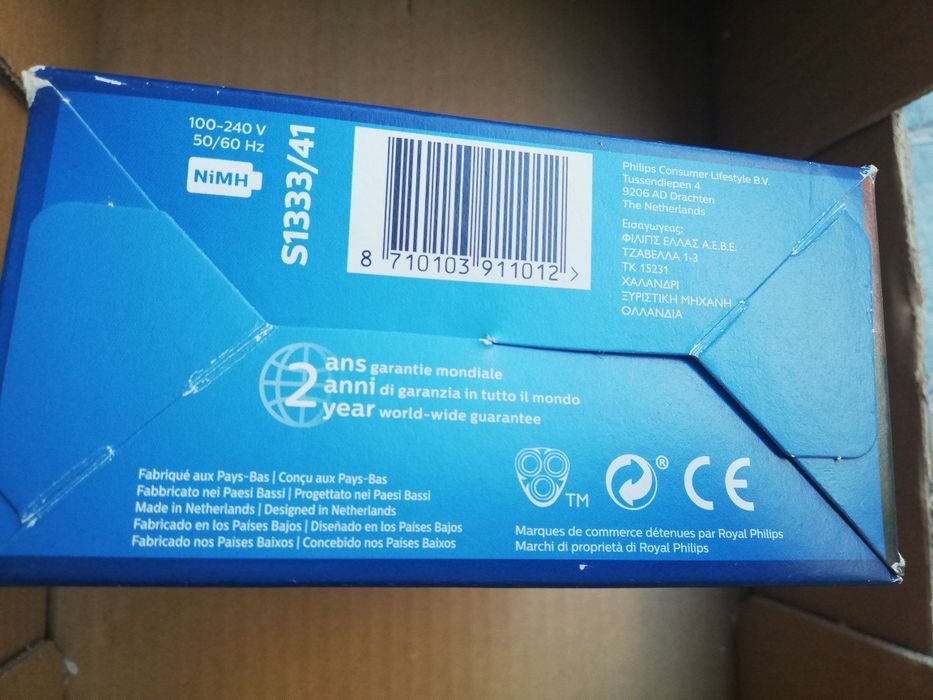 100-240 V
50/60 Hz
NiMH
S1333/41
8 710103 911012 >
Philips Consumer Lifestyle B.V.
Tussendiepen 4
9206 AD Drachten
The Netherlands
Εισαγωγεας:
ΦΙΛΙΠΣ ΕΛΛΑΣ Α.Ε.Β.Ε.
ΤΖΑΒΕΛΛΑ 1-3
ΤΚ 15231
ΧΑΛΑΝΔΡΙ
ΞΥΡΙΣΤΙΚΗ ΜΗΧΑΝΗ
ΟΛΛΑΝΔΙΑ
2
ans garantie mondiale
anni di garanzia in tutto il mondo
year world-wide guarantee
Fabriqué aux Pays-Bas | Conçu aux Pays-Bas
Fabbricato nei Paesi Bassi | Progettato nei Paesi Bassi
Made in Netherlands | Designed in Netherlands
Fabricado en los Países Bajos | Diseñado en los Países Bajos
Fabricado nos Países Baixos | Concebido nos Países Baixos
TM
®
CE
Marques de commerce détenues par Royal Philips
Marchi di proprietà di Royal Philips